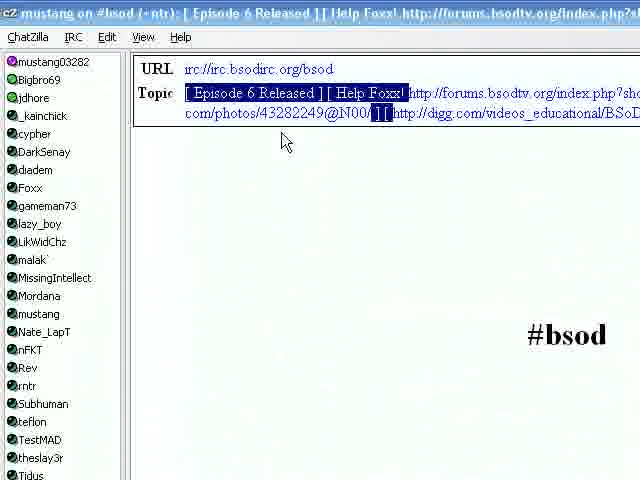 cz mustang on #bsod (-ntr): [ Episode 6 Released ] [ Help Foxx! http://forums.bsodtv.org/index.php?sh
ChatZilla IRC Edit View Help
mustang03282
Bigbro69
jdhore
_kainchick
cypher
DarkSenay
diadem
Foxx
gameman73
lazy_boy
LikWidChz
malak`
MissingIntellect
Mordana
mustang
Nate_LapT
nFKT
Rev
rntr
Subhuman
teflon
TestMAD
theslay3r
Tidus
URL irc://irc.bsodirc.org/bsod
Topic [ Episode 6 Released ] [ Help Foxx! http://forums.bsodtv.org/index.php?sho
com/photos/43282249@N00/ ] [ http://digg.com/videos_educational/BSoD
#bsod